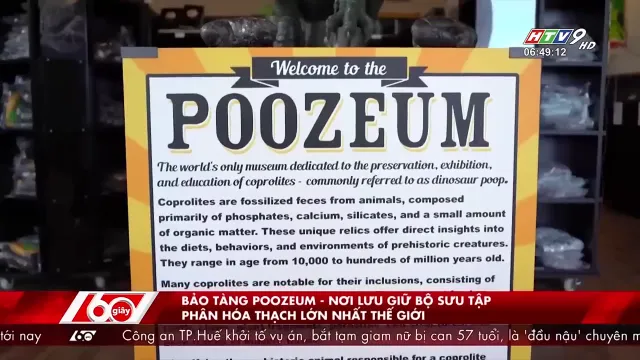 HTV9 HD
06:49:12
Welcome to the
POOZEUM
The world's only museum dedicated to the preservation, exhibition,
and education of coprolites - commonly referred to as dinosaur poop.
Coprolites are fossilized feces from animals, composed
primarily of phosphates, calcium, silicates, and a small amount
of organic matter. These unique relics offer direct insights into
the diets, behaviors, and environments of prehistoric creatures.
They range in age from 10,000 to hundreds of million years old.
Many coprolites are notable for their inclusions, consisting of
60 giây
BẢO TÀNG POOZEUM - NƠI LƯU GIỮ BỘ SƯU TẬP
PHÂN HÓA THẠCH LỚN NHẤT THẾ GIỚI
tới nay 60 Công an TP.Huế khởi tố vụ án, bắt tạm giam nữ bị can 57 tuổi, là 'đầu nậu' chuyên m
responsible for a coprolite